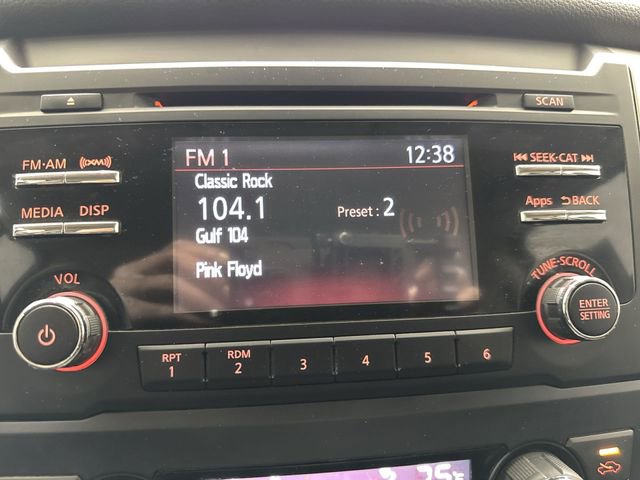 SCAN
FM·AM ((XM))
MEDIA DISP
VOL
FM 1 12:38
Classic Rock
104.1 Preset : 2
Gulf 104
Pink Floyd
SEEK·CAT
Apps BACK
TUNE·SCROLL
ENTER
SETTING
RPT
1
RDM
2
3
4
5
6